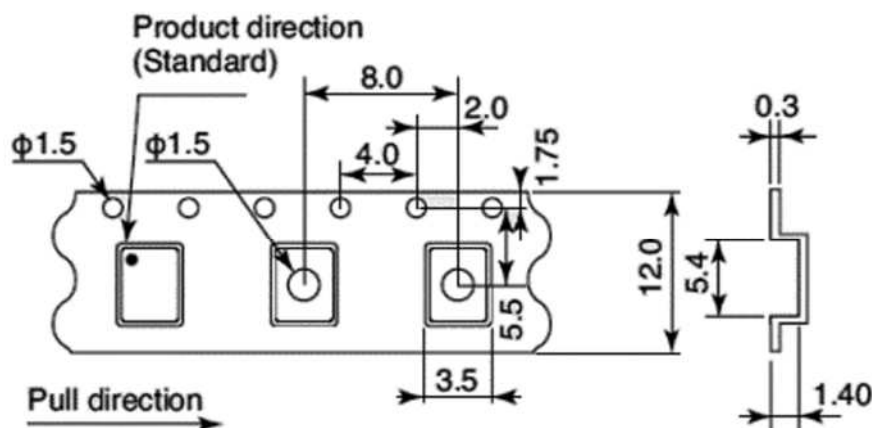 Product direction
(Standard)
8.0
2.0
0.3
ϕ1.5
ϕ1.5
4.0
1.75
12.0
5.4
5.5
3.5
1.40
Pull direction